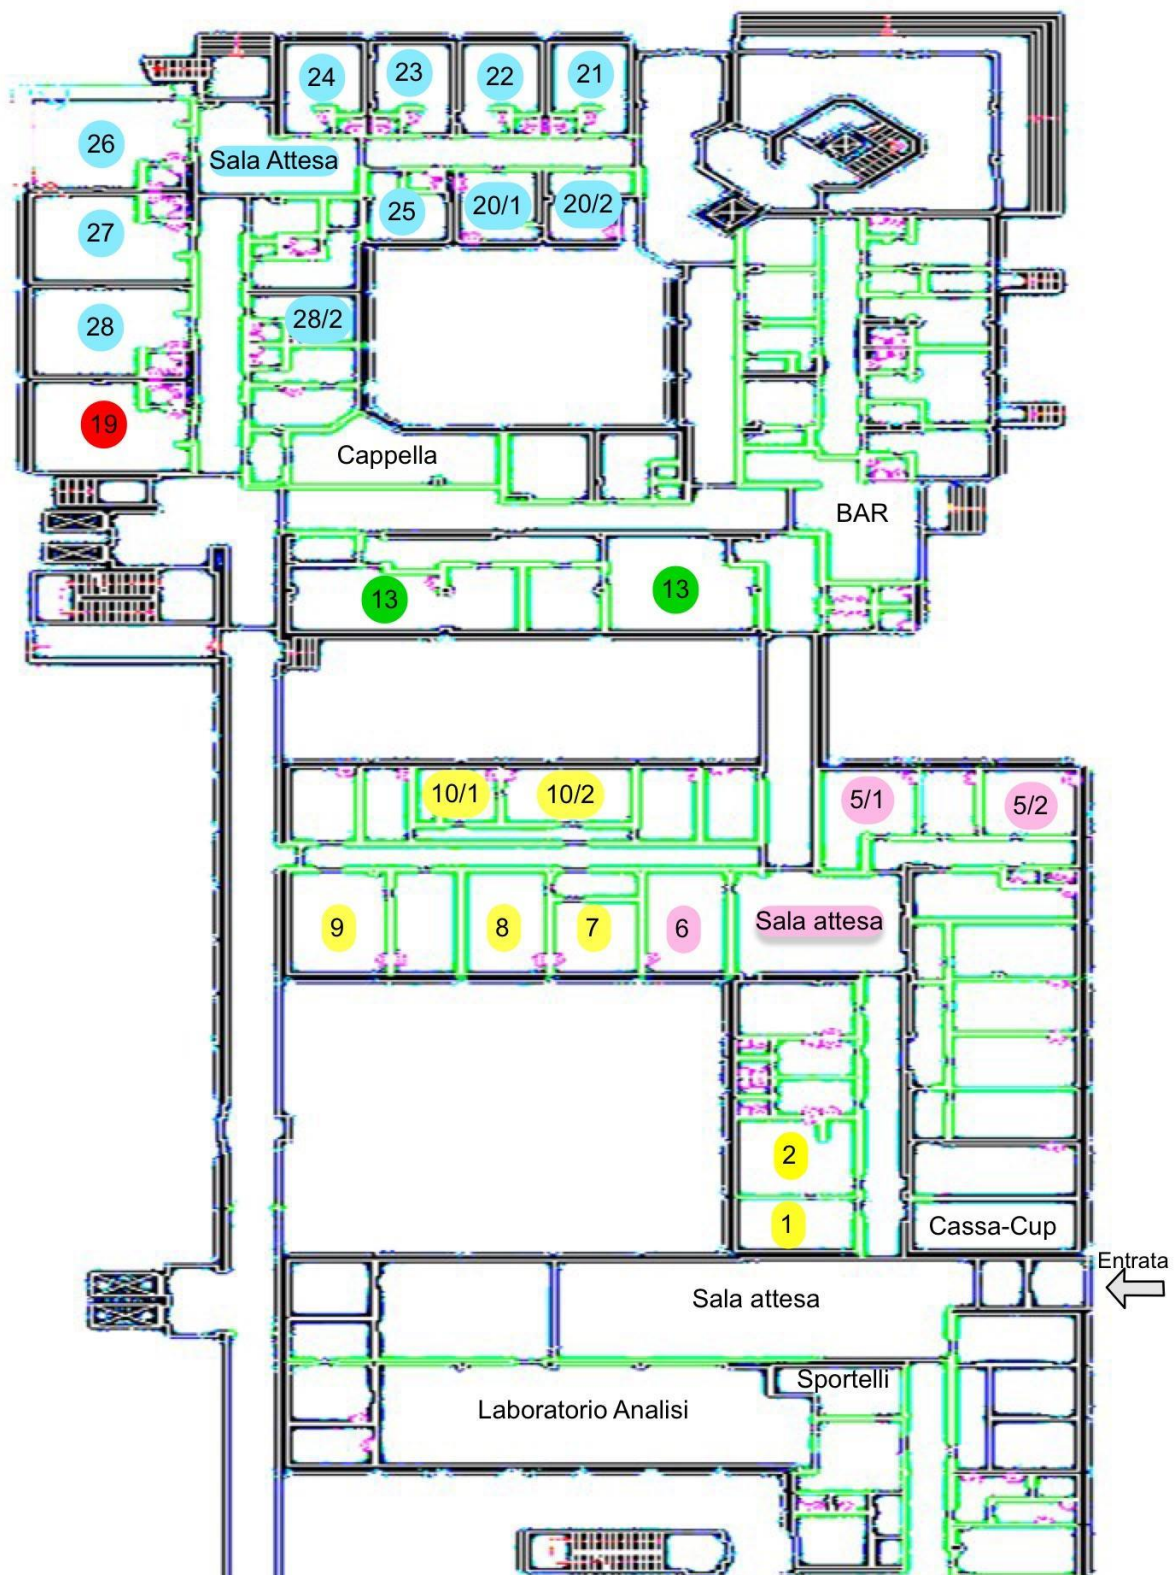 24
23
22
21
26
Sala Attesa
25
20/1
20/2
27
28
28/2
19
Cappella
BAR
13
13
10/1
10/2
5/1
5/2
9
8
7
6
Sala attesa
2
1
Cassa-Cup
Entrata
Sala attesa
Sportelli
Laboratorio Analisi